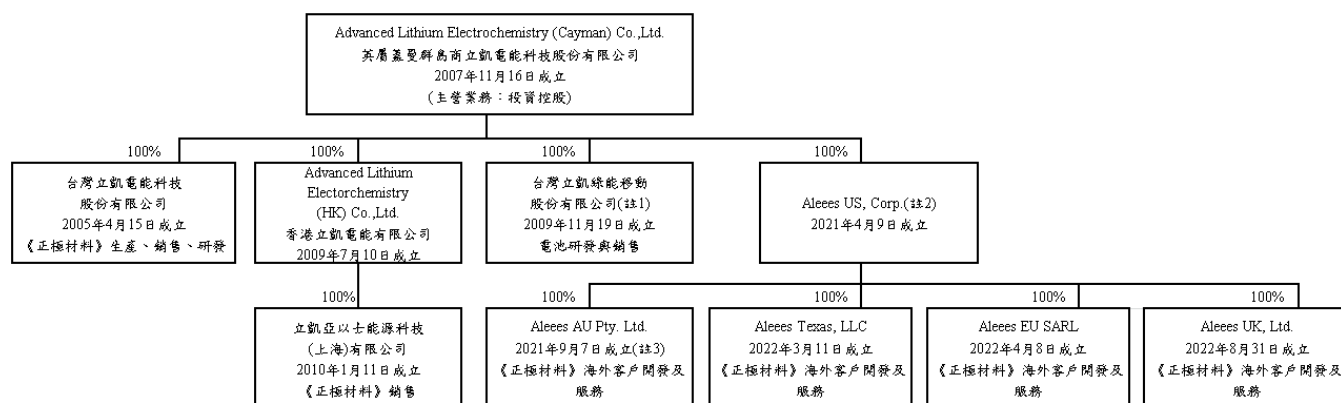 Advanced Lithium Electrochemistry (Cayman) Co.,Ltd.
英屬蓋曼群島商立凱電能科技股份有限公司
2007年11月16日成立
(主營業務：投資控股)
100%
100%
100%
100%
台灣立凱電能科技
股份有限公司
2005年4月15日成立
《正極材料》生產、銷售、研發
Advanced Lithium
Electorchemistry
(HK) Co.,Ltd.
香港立凱電能有限公司
2009年7月10日成立
台灣立凱綠能移動
股份有限公司(註1)
2009年11月19日成立
電池研發與銷售
Aleees US, Corp.(註2)
2021年4月9日成立
100%
100%
100%
100%
100%
立凱亞以士能源科技
(上海)有限公司
2010年1月11日成立
《正極材料》銷售
Aleees AU Pty. Ltd.
2021年9月7日成立(註3)
《正極材料》海外客戶開發及
服務
Aleees Texas, LLC
2022年3月11日成立
《正極材料》海外客戶開發及
服務
Aleees EU SARL
2022年4月8日成立
《正極材料》海外客戶開發及
服務
Aleees UK, Ltd.
2022年8月31日成立
《正極材料》海外客戶開發及
服務